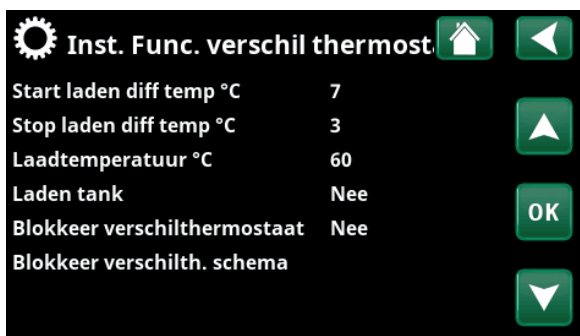 Inst. Func. verschil thermost
Start laden diff temp °C 7
Stop laden diff temp °C 3
Laadtemperatuur °C 60
Laden tank Nee
Blokkeer verschilthermostaat Nee
OK
Blokkeer verschilth. schema